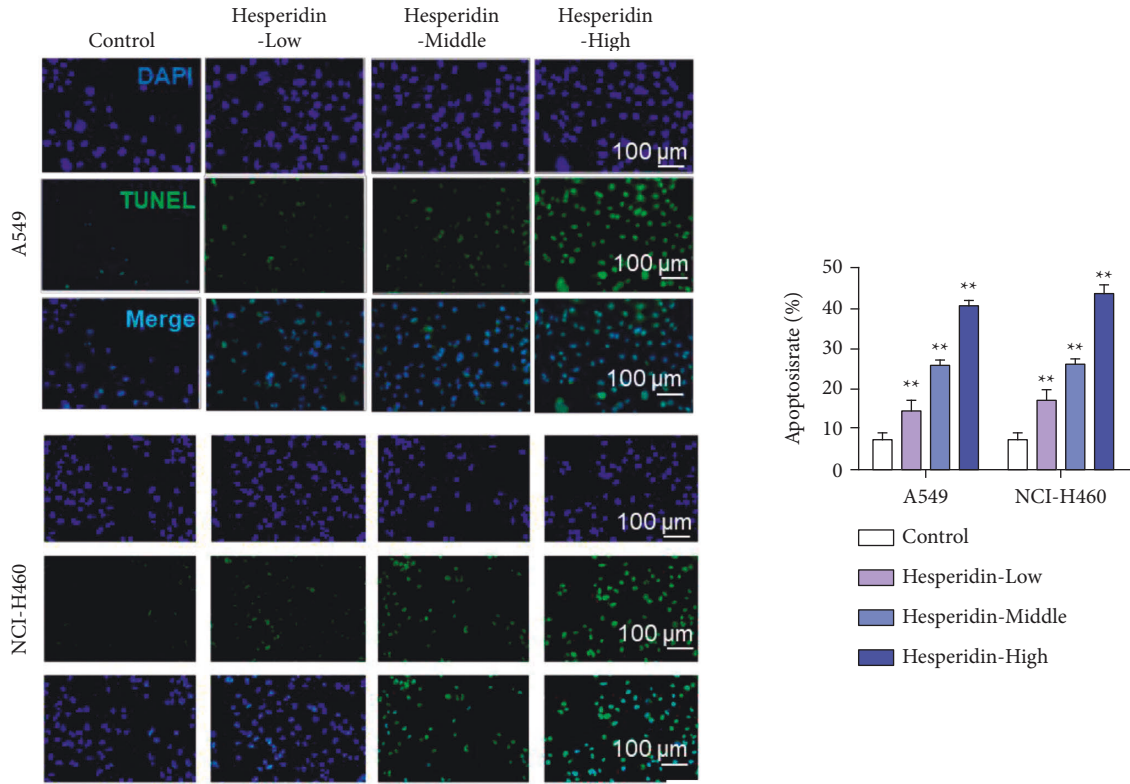 Control
Hesperidin
-Low
Hesperidin
-Middle
Hesperidin
-High
A549
DAPI
100 µm
TUNEL
100 µm
Merge
100 µm
NCI-H460
100 µm
100 µm
100 µm
Apoptosisrate (%)
50
40
30
20
10
0
**
**
**
**
**
**
A549
NCI-H460
Control
Hesperidin-Low
Hesperidin-Middle
Hesperidin-High